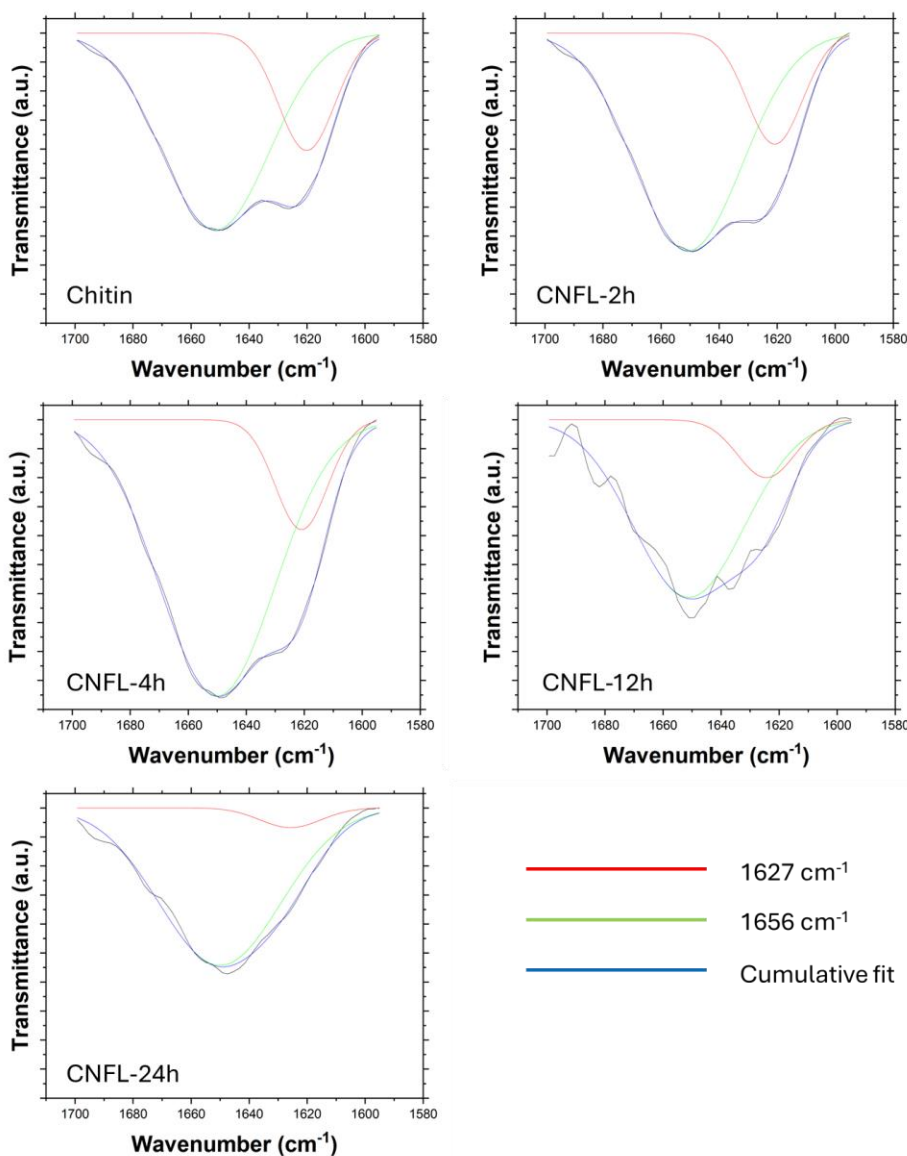 Transmittance (a.u.)
Chitin
1700 1680 1660 1640 1620 1600 1580
Wavenumber (cm⁻¹)
Transmittance (a.u.)
CNFL-2h
1700 1680 1660 1640 1620 1600 1580
Wavenumber (cm⁻¹)
Transmittance (a.u.)
CNFL-4h
1700 1680 1660 1640 1620 1600 1580
Wavenumber (cm⁻¹)
Transmittance (a.u.)
CNFL-12h
1700 1680 1660 1640 1620 1600 1580
Wavenumber (cm⁻¹)
Transmittance (a.u.)
CNFL-24h
1700 1680 1660 1640 1620 1600 1580
Wavenumber (cm⁻¹)
1627 cm⁻¹
1656 cm⁻¹
Cumulative fit